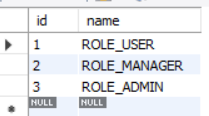 id name
1 ROLE_USER
2 ROLE_MANAGER
3 ROLE_ADMIN
NULL NULL